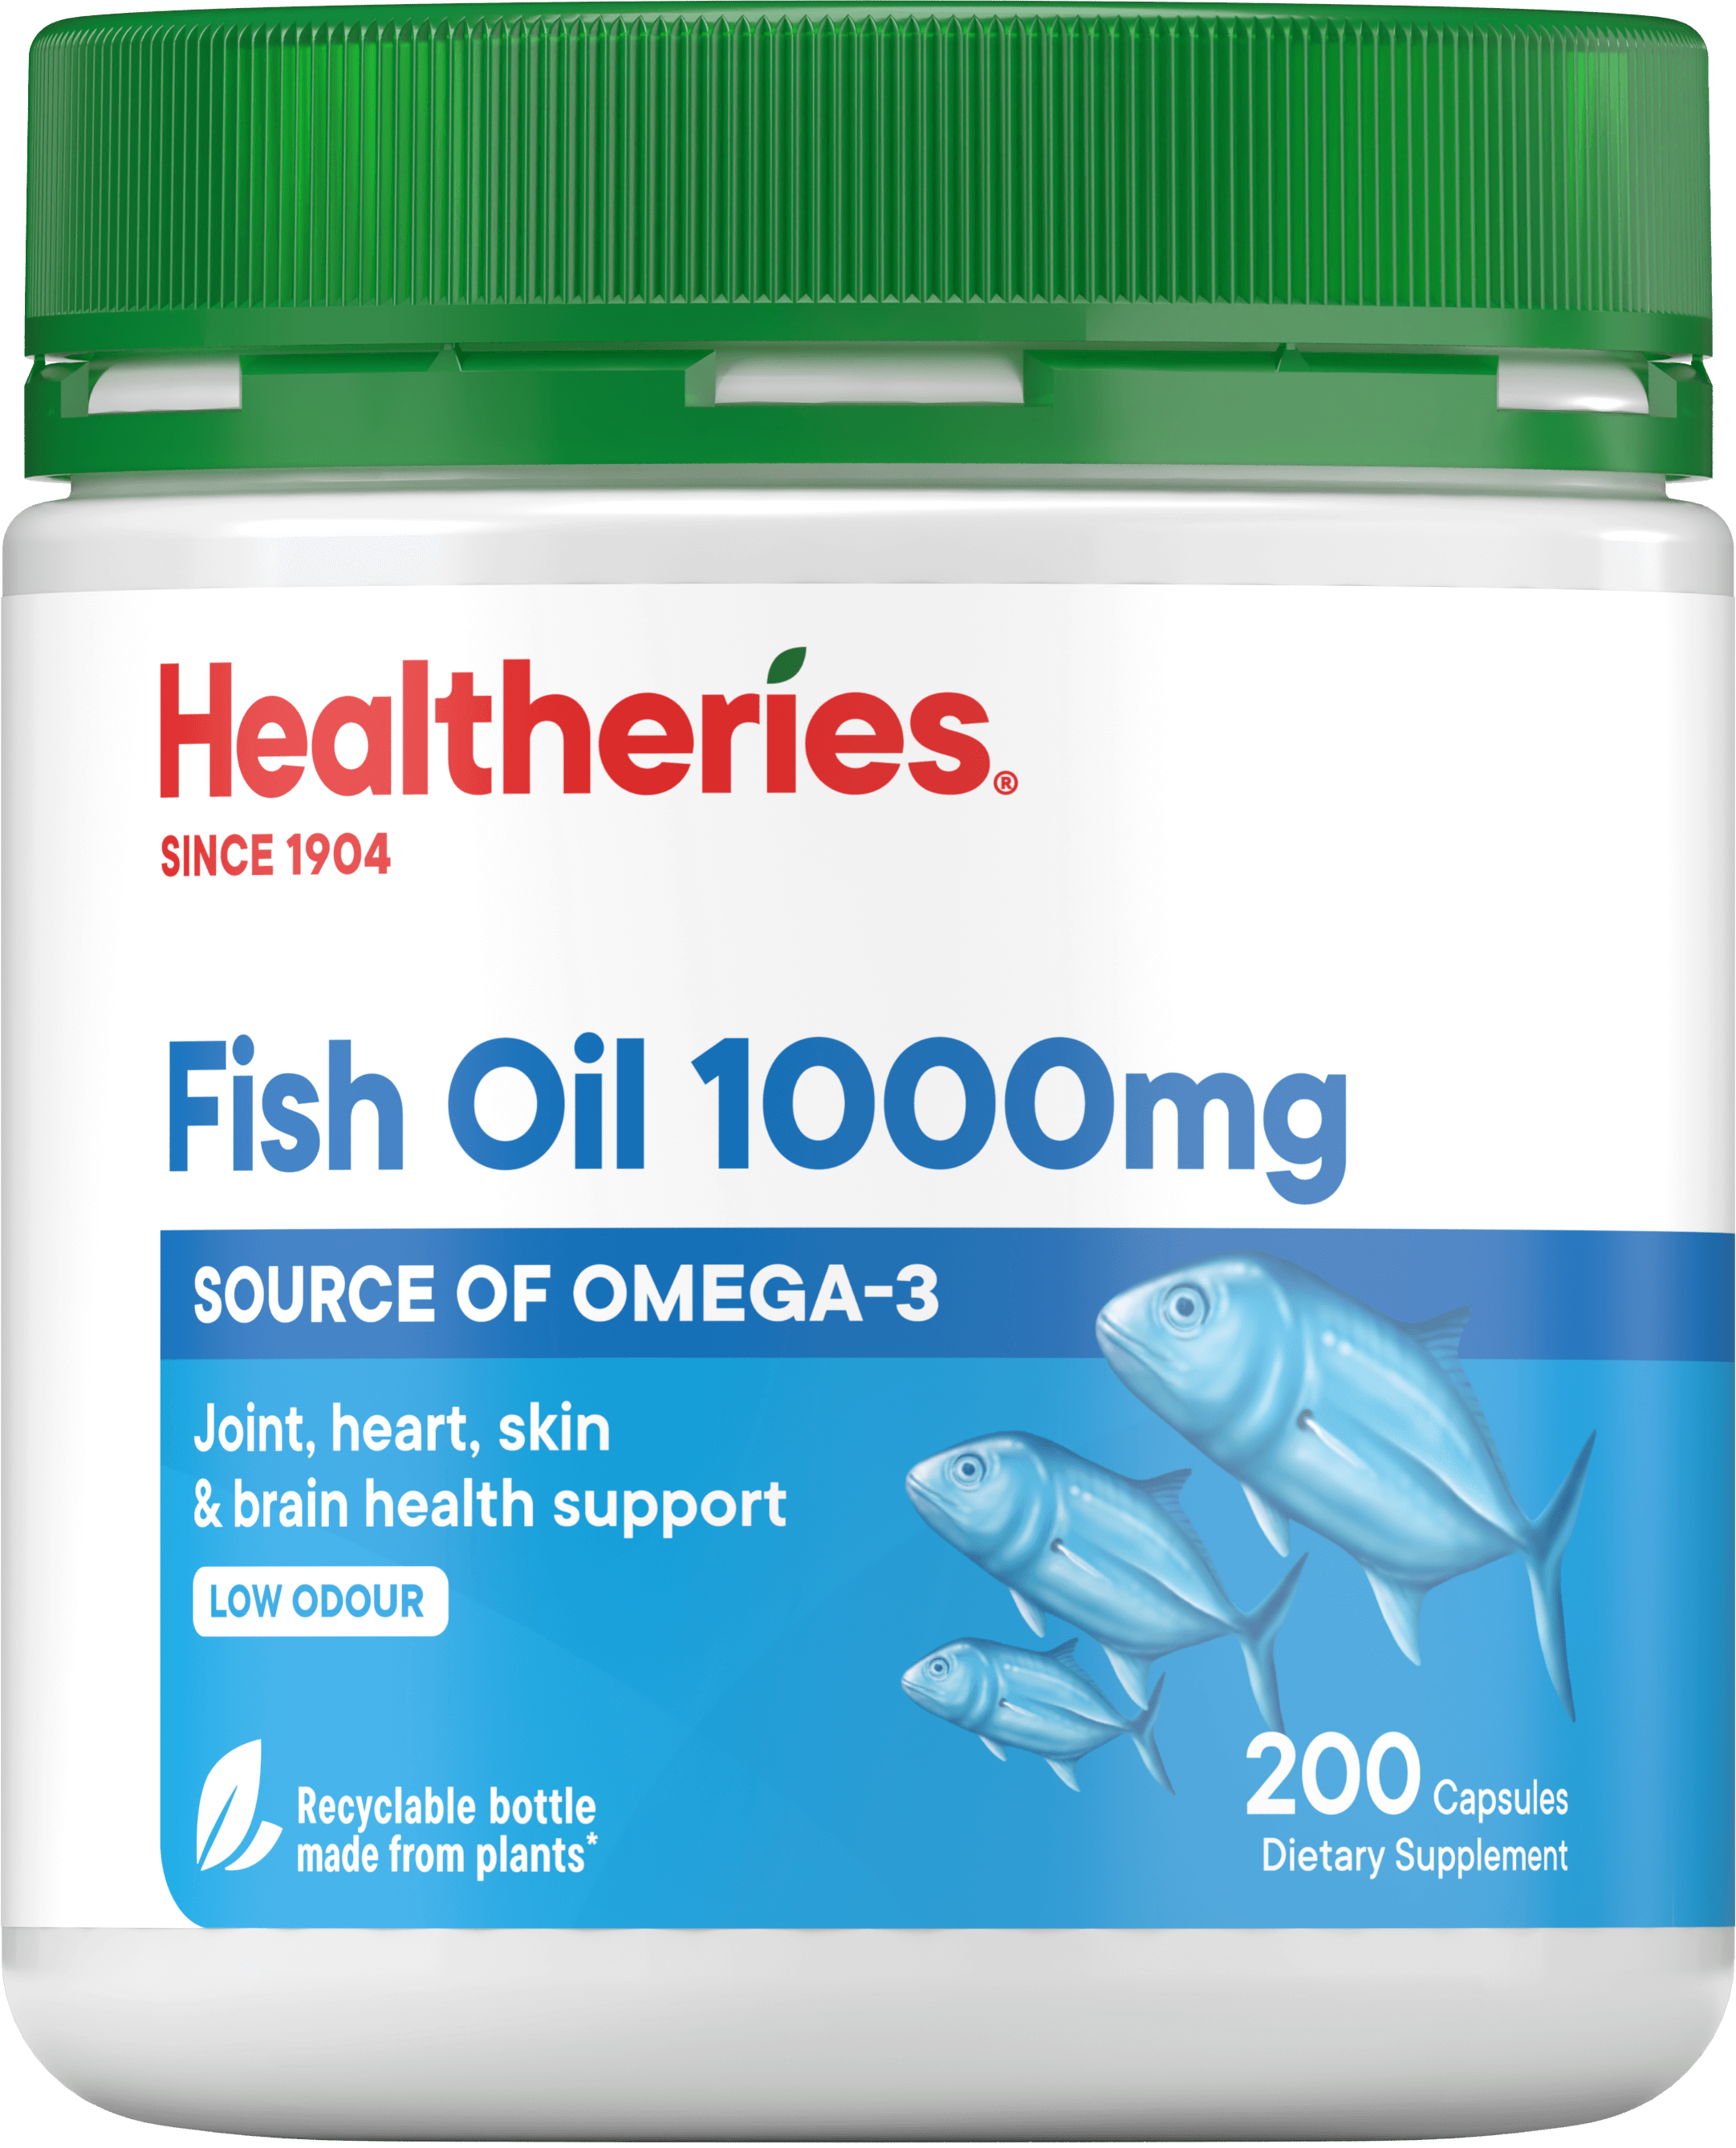 Healtheries®
SINCE 1904
Fish Oil 1000mg
SOURCE OF OMEGA-3
Joint, heart, skin
& brain health support
LOW ODOUR
Recyclable bottle
made from plants*
200 Capsules
Dietary Supplement